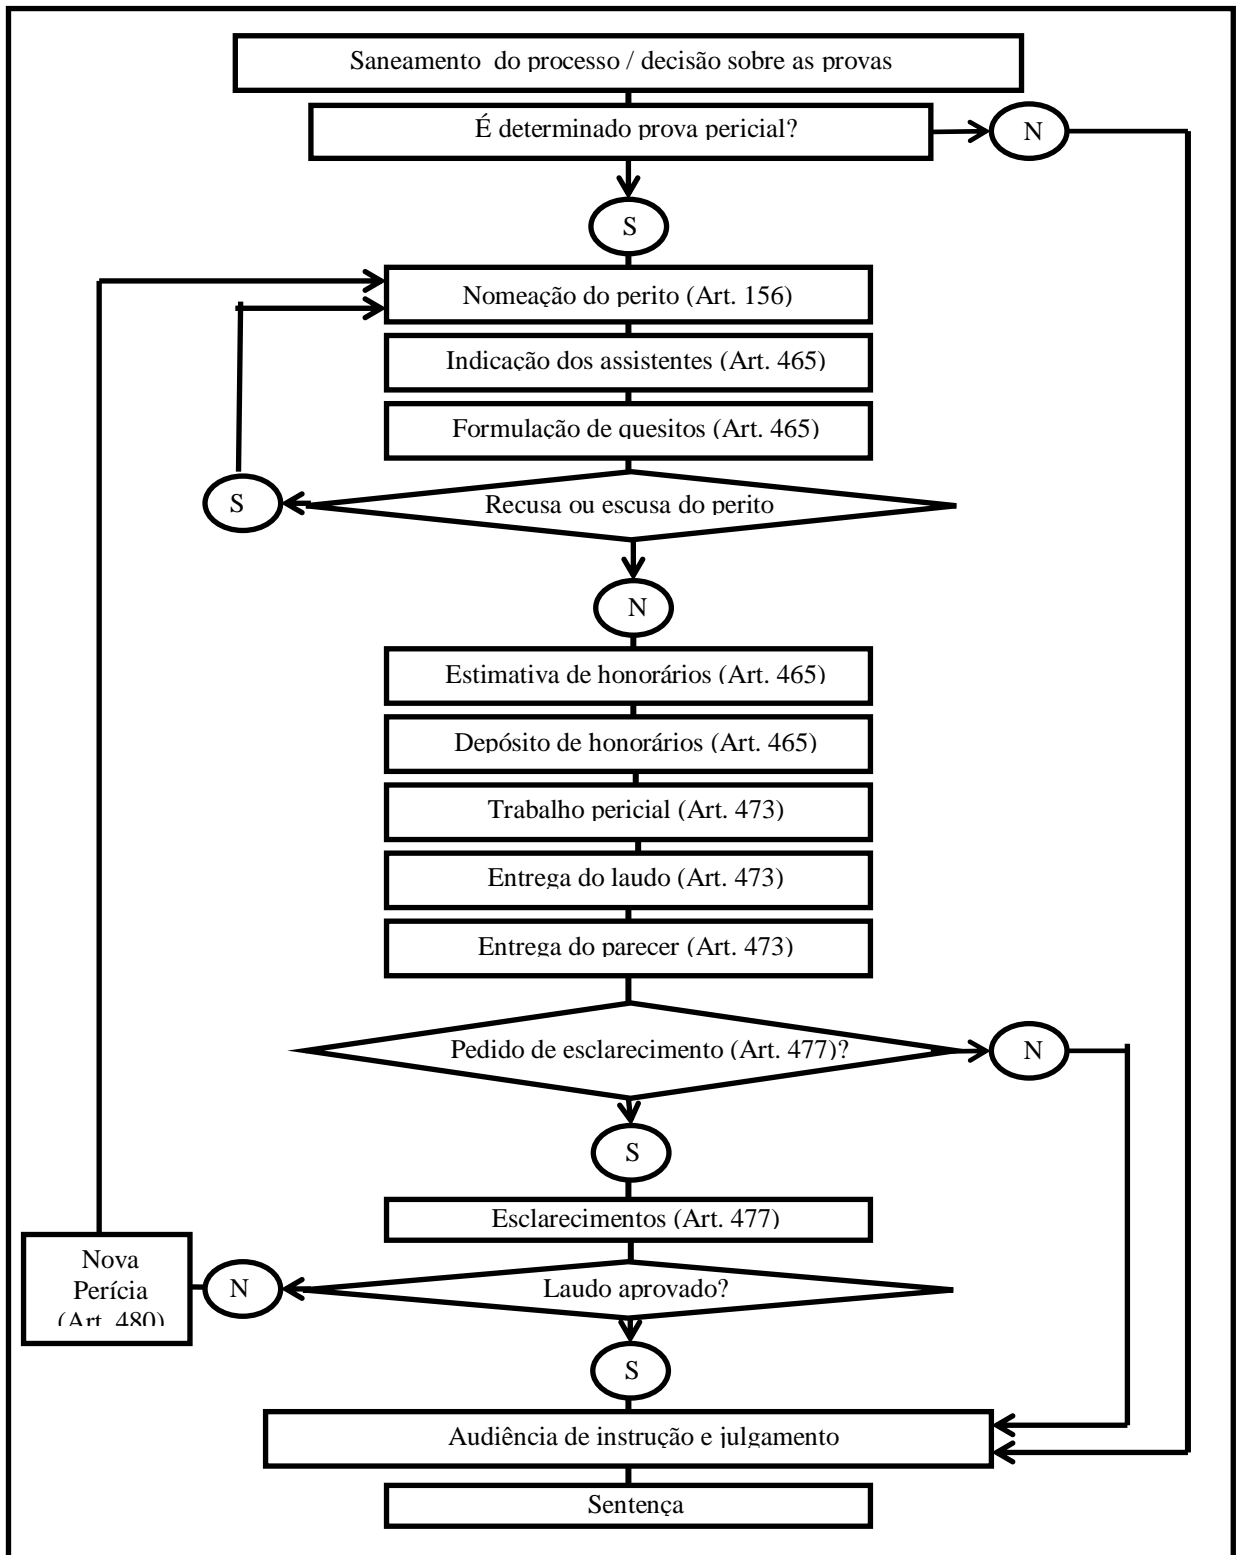 Saneamento do processo / decisão sobre as provas
É determinado prova pericial?
N
S
Nomeação do perito (Art. 156)
Indicação dos assistentes (Art. 465)
Formulação de quesitos (Art. 465)
S
Recusa ou escusa do perito
N
Estimativa de honorários (Art. 465)
Depósito de honorários (Art. 465)
Trabalho pericial (Art. 473)
Entrega do laudo (Art. 473)
Entrega do parecer (Art. 473)
Pedido de esclarecimento (Art. 477)?
N
S
Esclarecimentos (Art. 477)
Nova
Perícia
(Art. 480)
N
Laudo aprovado?
S
Audiência de instrução e julgamento
Sentença